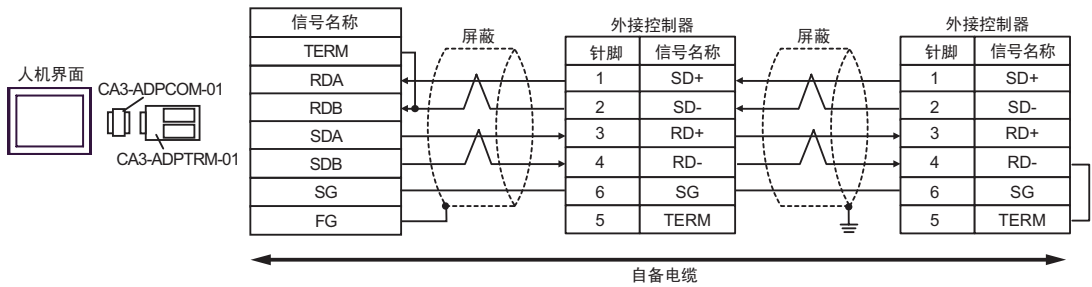 人机界面
CA3-ADPCOM-01
CA3-ADPTRM-01
信号名称
TERM
RDA
RDB
SDA
SDB
SG
FG
屏蔽
外接控制器
针脚 信号名称
1 SD+
2 SD-
3 RD+
4 RD-
6 SG
5 TERM
屏蔽
外接控制器
针脚 信号名称
1 SD+
2 SD-
3 RD+
4 RD-
6 SG
5 TERM
自备电缆